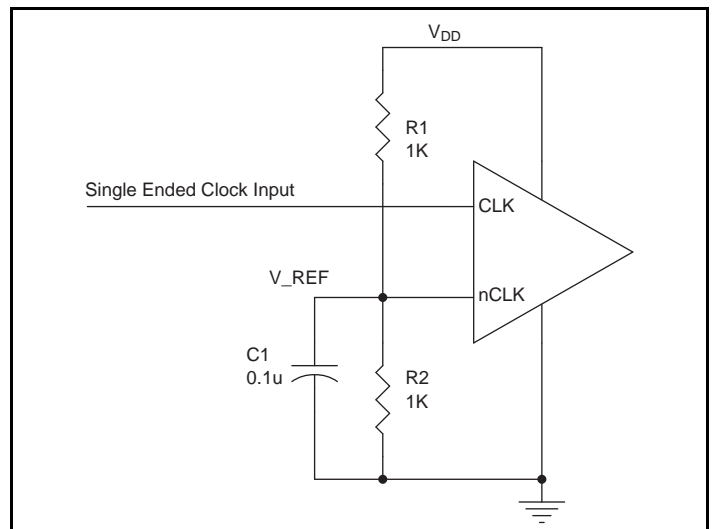 VDD
R1
1K
Single Ended Clock Input
CLK
V_REF
nCLK
C1
0.1u
R2
1K